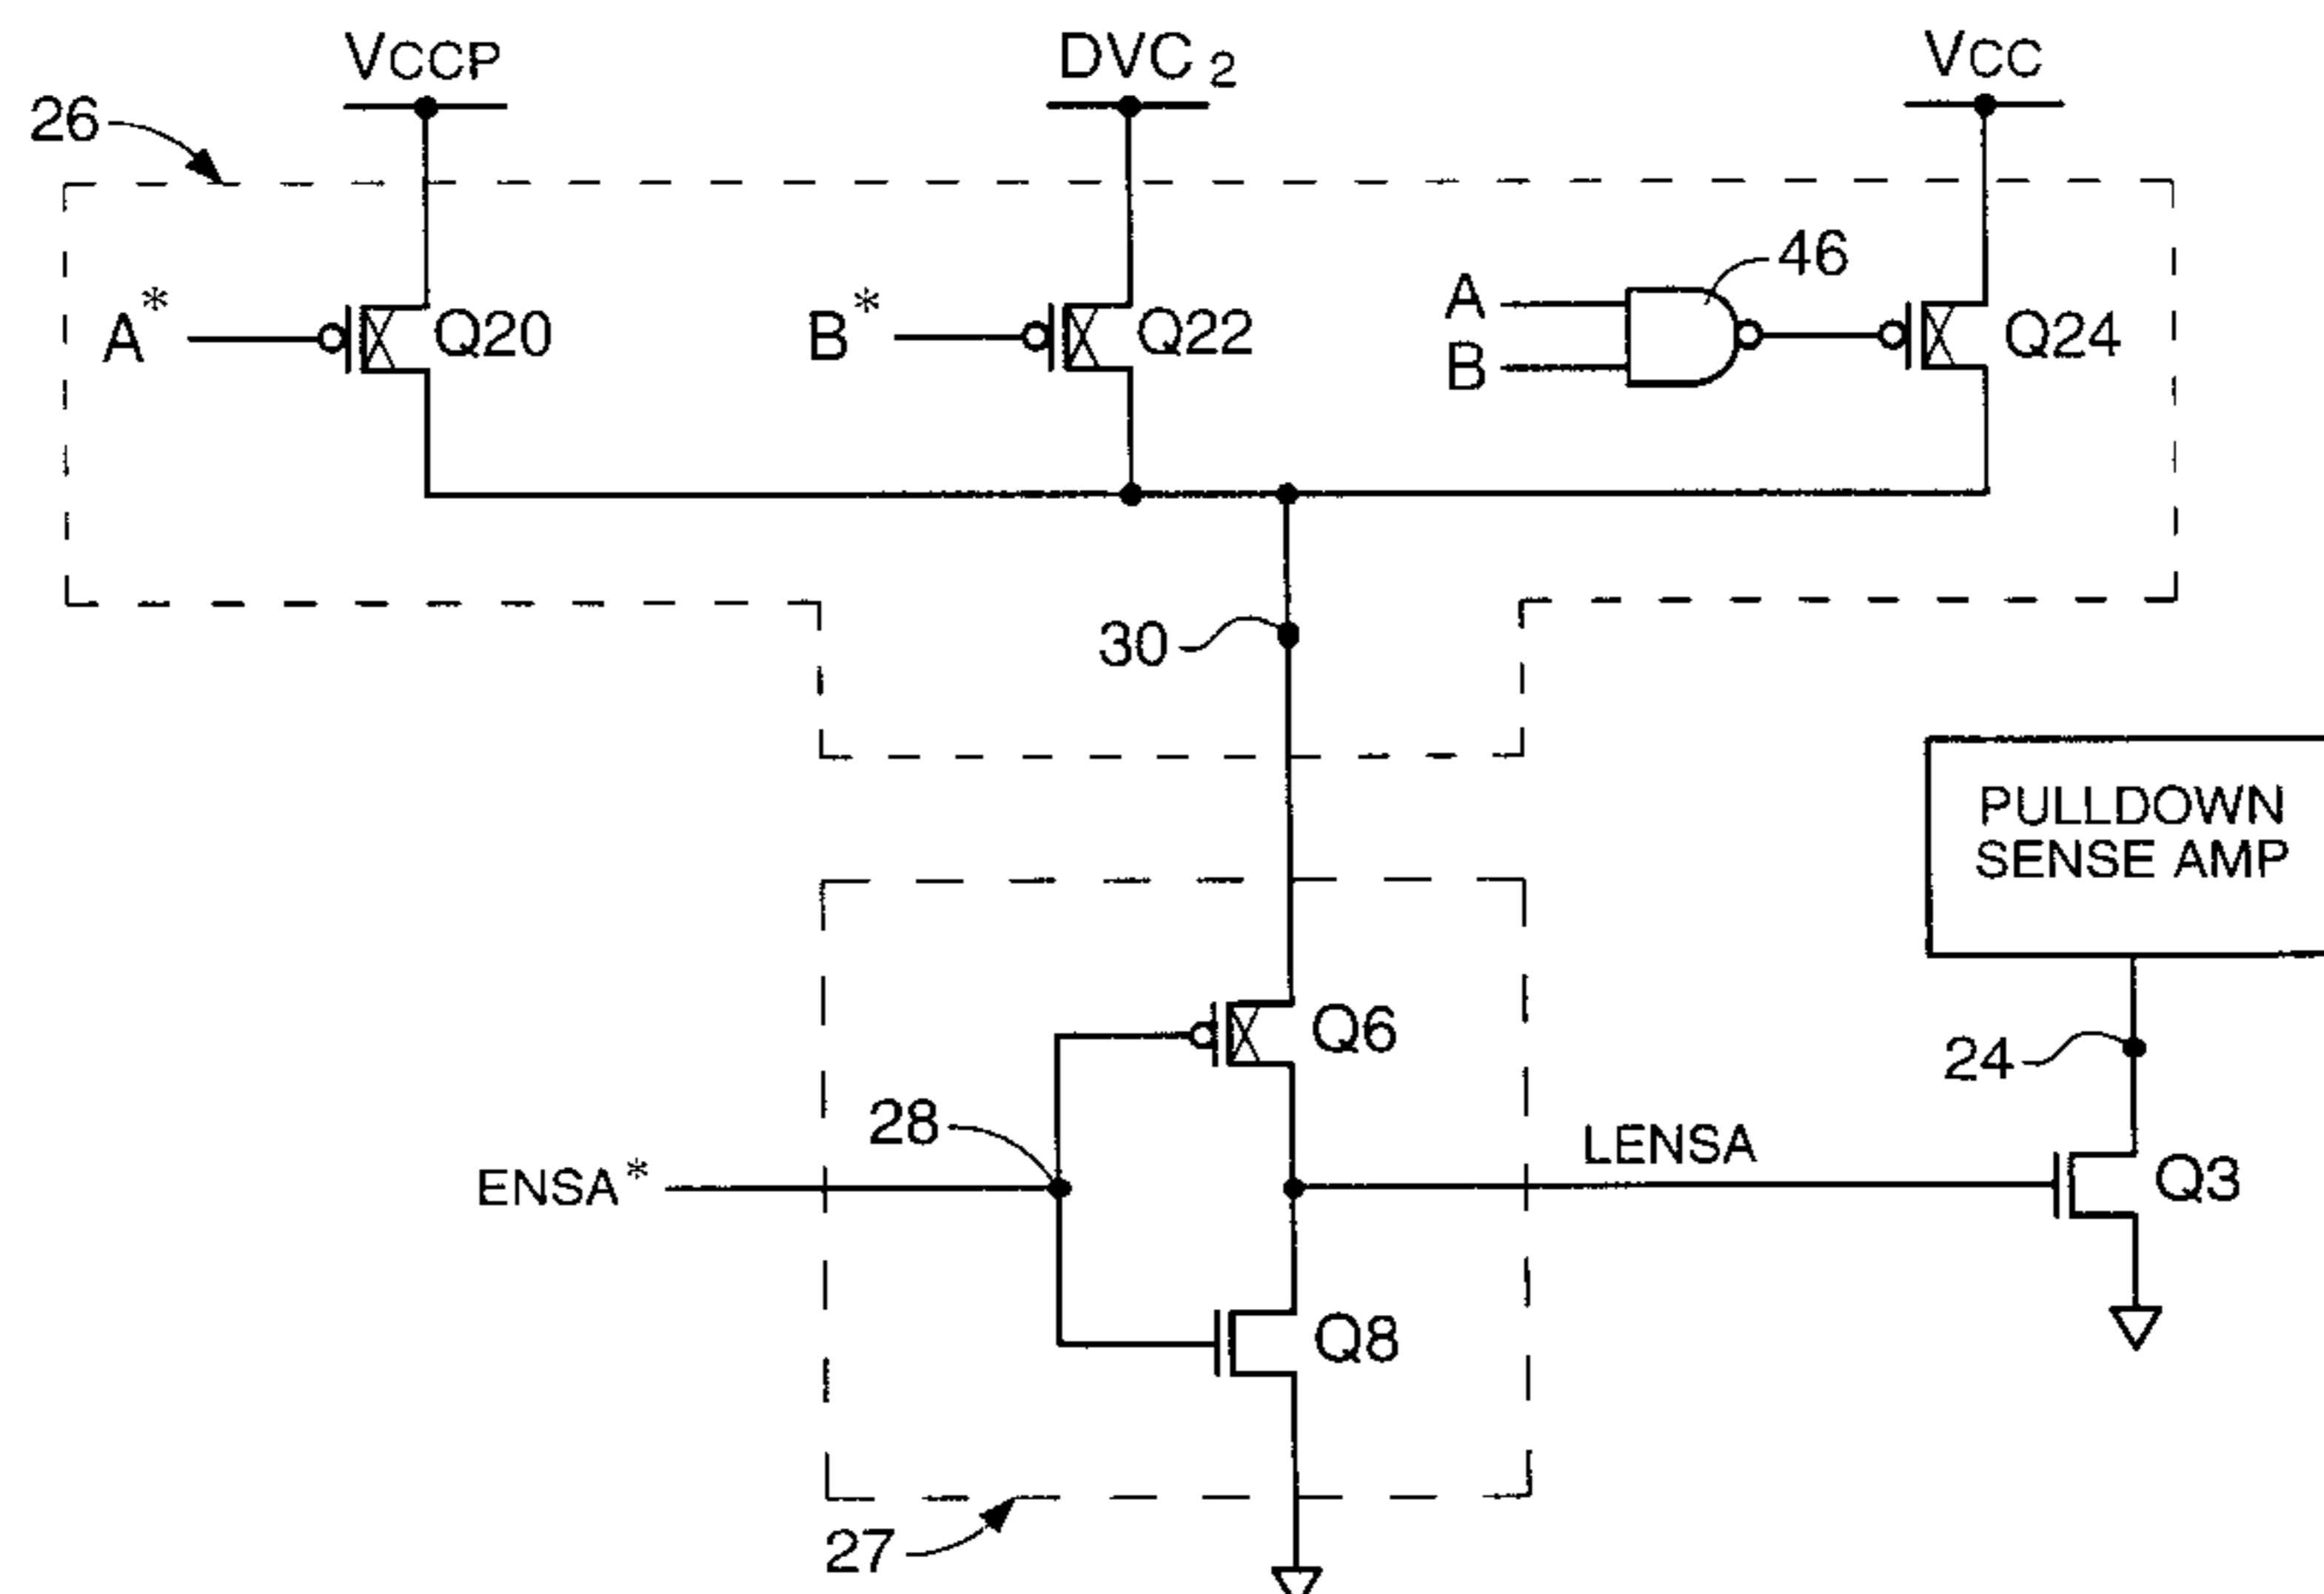 VCCP
DVC2
VCC
26
A*
Q20
B*
Q22
A
B
46
Q24
30
PULLDOWN
SENSE AMP
Q6
24
28
ENSA*
LENSA
Q3
Q8
27